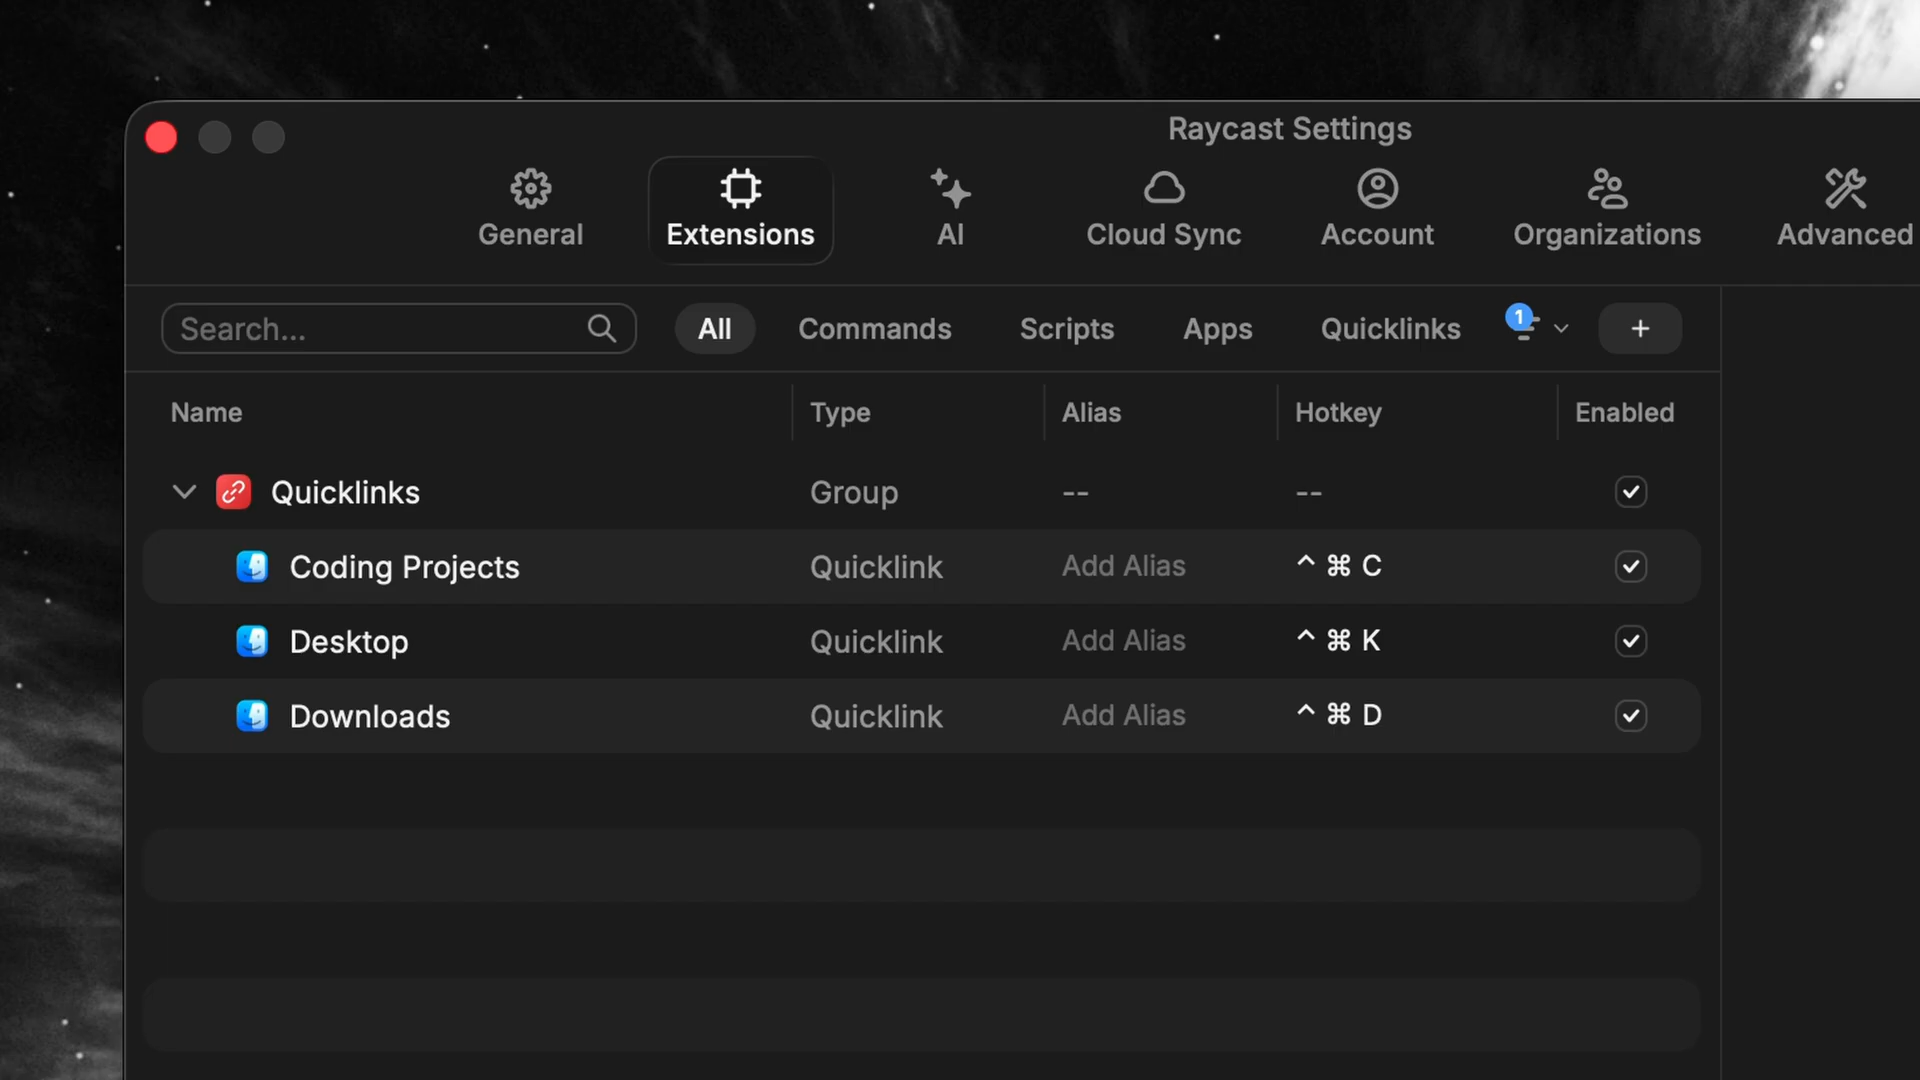 Raycast Settings
General Extensions AI Cloud Sync Account Organizations Advanced
Search... All Commands Scripts Apps Quicklinks 1 +
Name Type Alias Hotkey Enabled
Quicklinks Group -- --
Coding Projects Quicklink Add Alias ^ ⌘ C
Desktop Quicklink Add Alias ^ ⌘ K
Downloads Quicklink Add Alias ^ ⌘ D